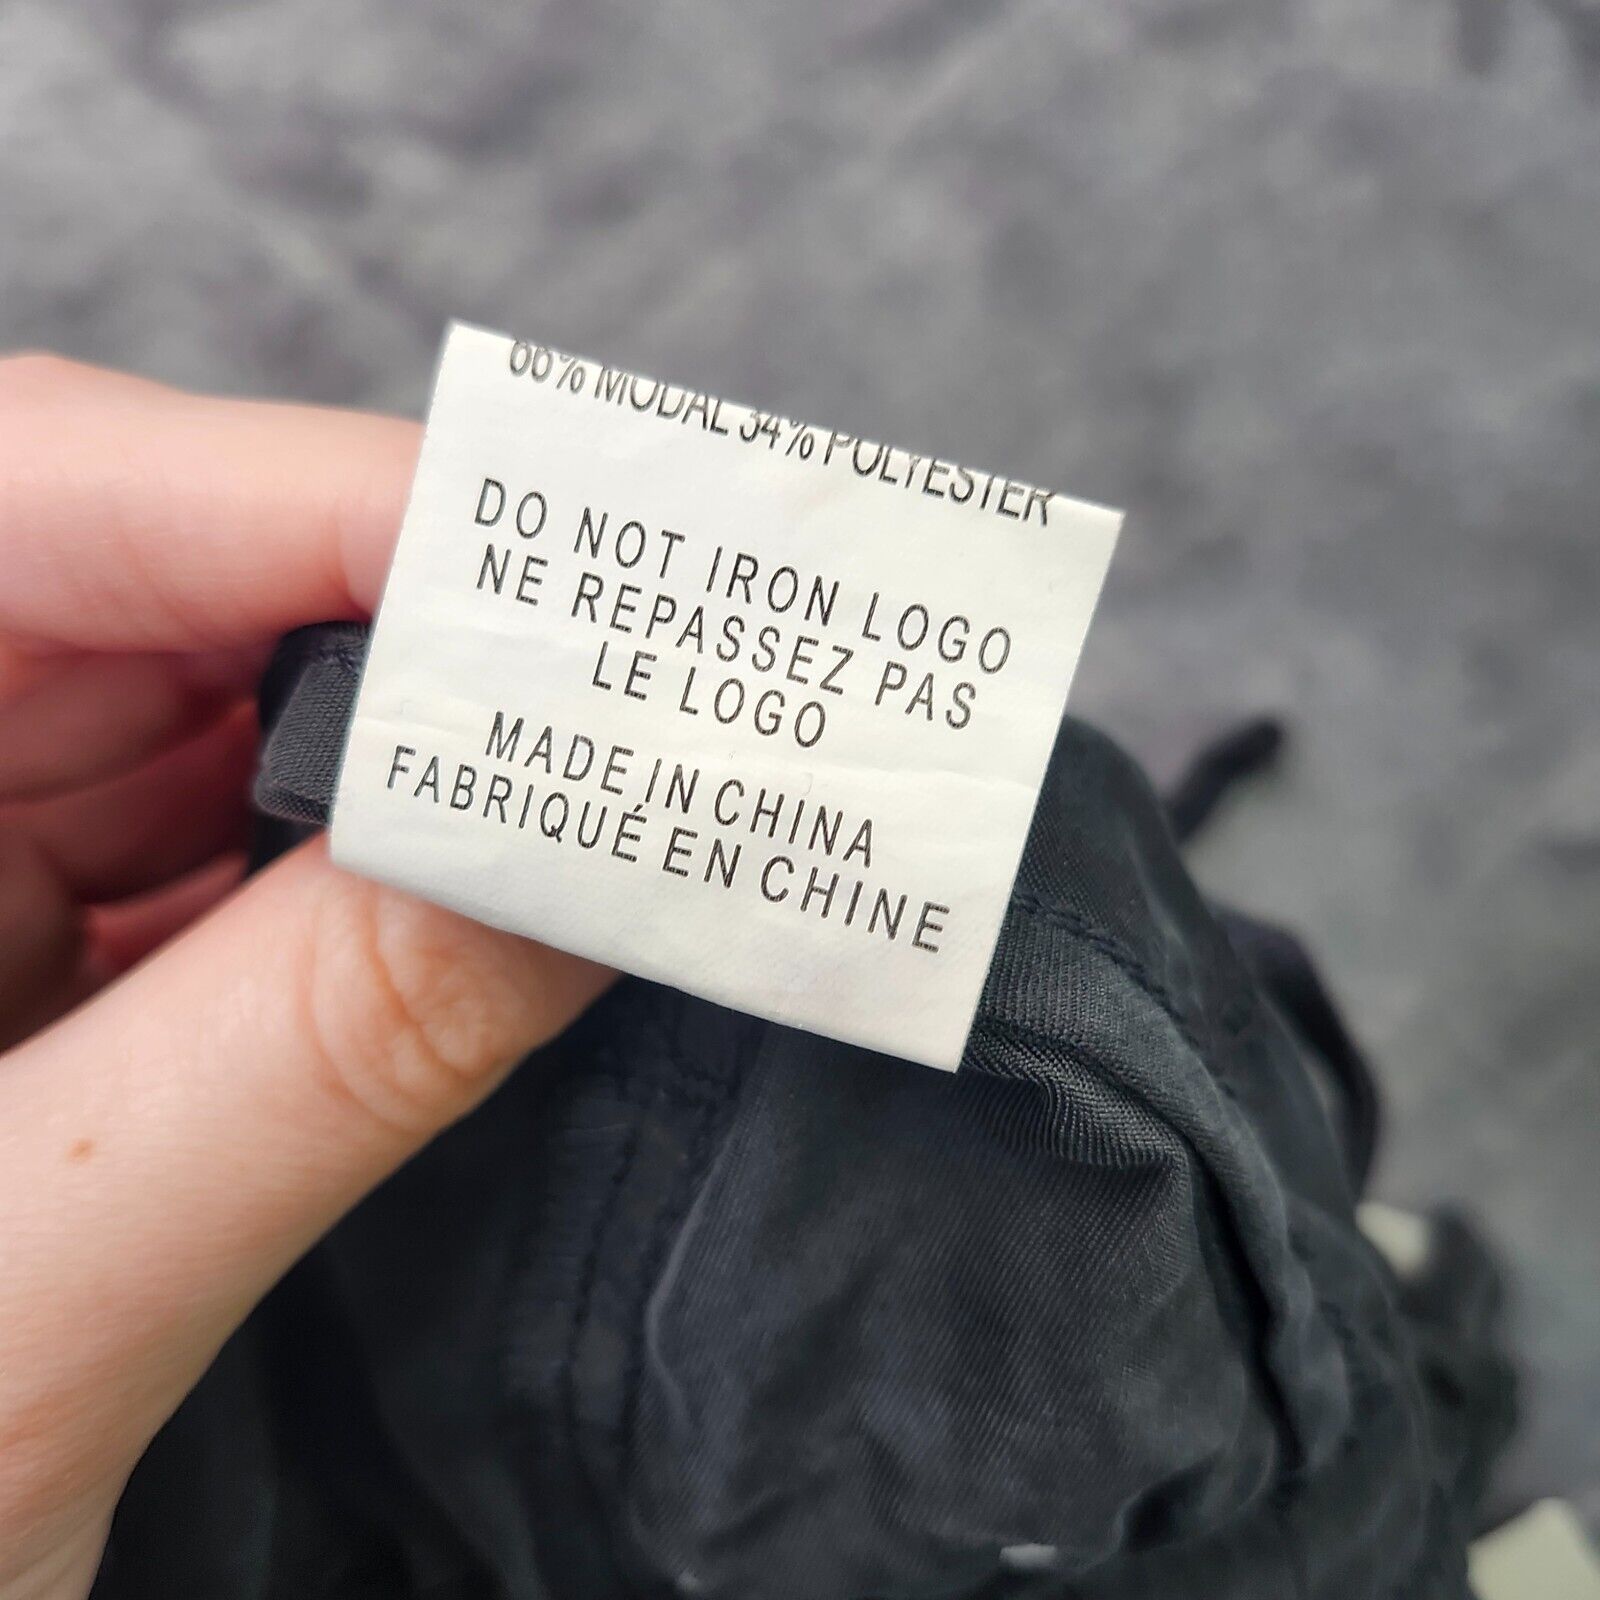 66% MODAL 34% POLYESTER
DO NOT IRON LOGO
NE REPASSEZ PAS
LE LOGO
MADE IN CHINA
FABRIQUÉ EN CHINE